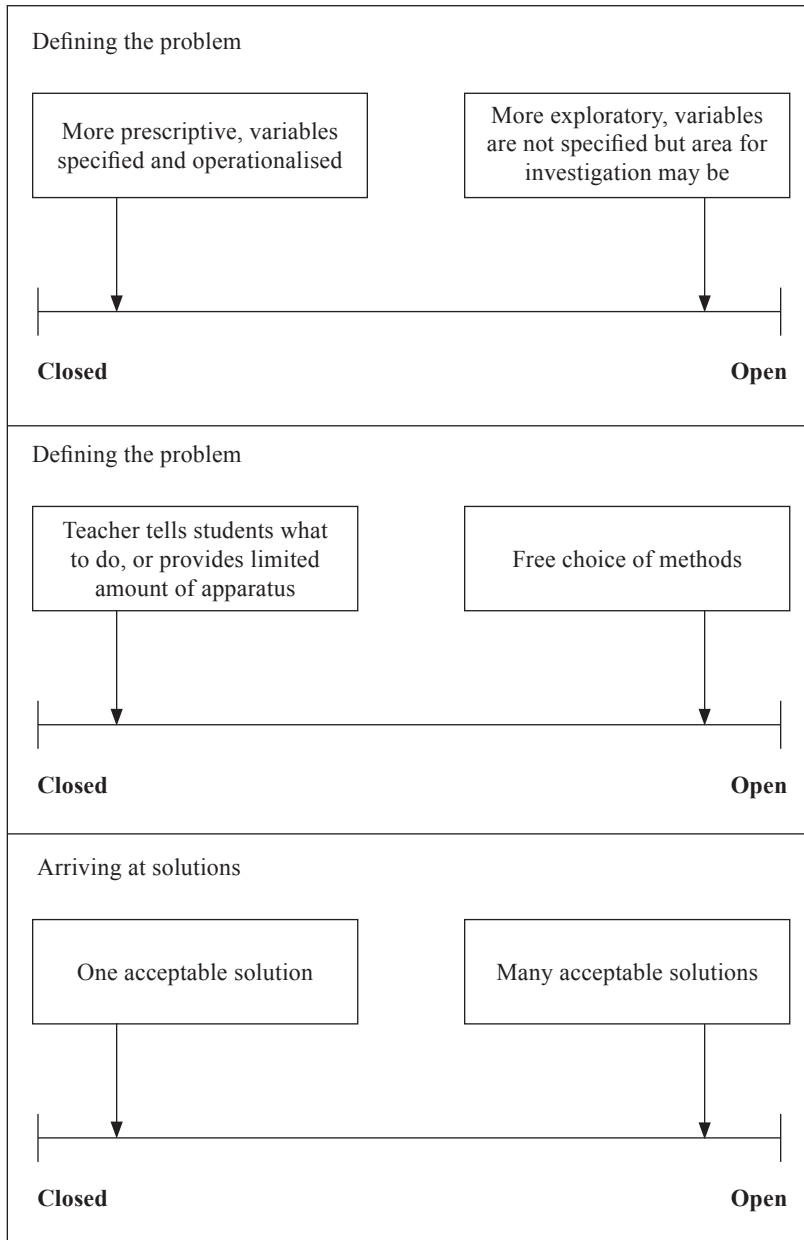 Defining the problem
More prescriptive, variables
specified and operationalised
More exploratory, variables
are not specified but area for
investigation may be
Closed
Open
Defining the problem
Teacher tells students what
to do, or provides limited
amount of apparatus
Free choice of methods
Closed
Open
Arriving at solutions
One acceptable solution
Many acceptable solutions
Closed
Open